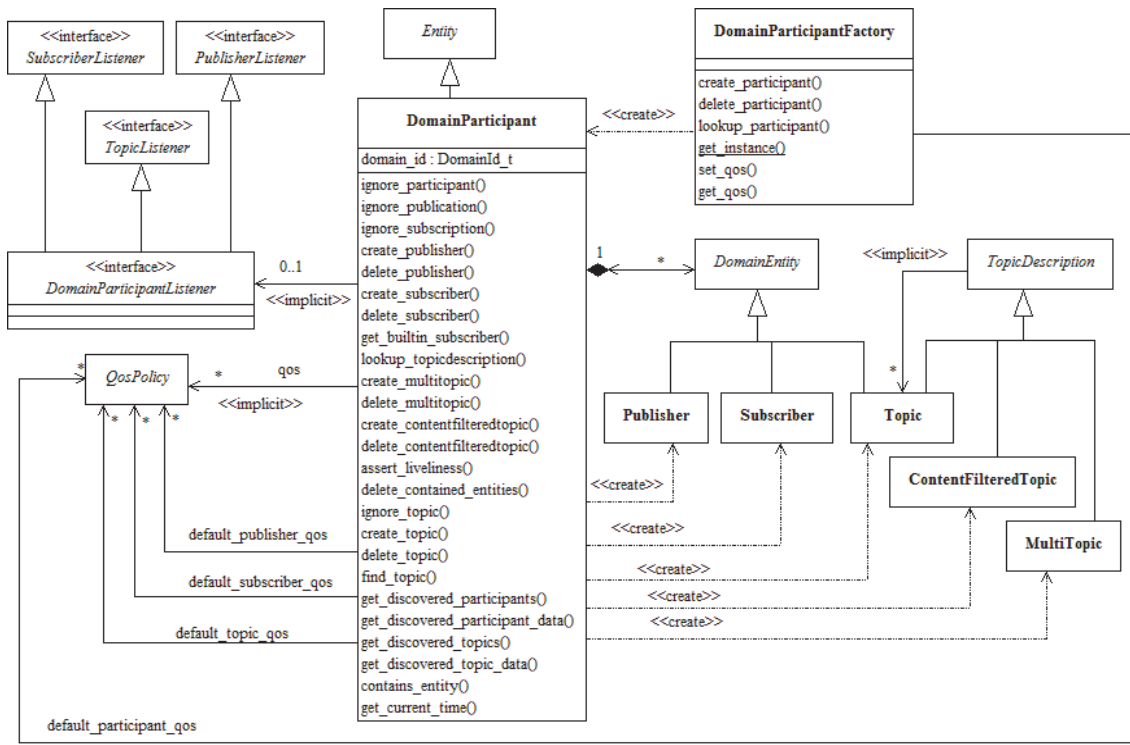 <<interface>>
SubscriberListener
<<interface>>
PublisherListener
<<interface>>
TopicListener
<<interface>>
DomainParticipantListener
Entity
DomainParticipant
domain_id : DomainId_t
ignore_participant()
ignore_publication()
ignore_subscription()
create_publisher()
delete_publisher()
create_subscriber()
delete_subscriber()
get_builtin_subscriber()
lookup_topicdescription()
create_multitopic()
delete_multitopic()
create_contentfilteredtopic()
delete_contentfilteredtopic()
assert_liveliness()
delete_contained_entities()
ignore_topic()
create_topic()
delete_topic()
find_topic()
get_discovered_participants()
get_discovered_participant_data()
get_discovered_topics()
get_discovered_topic_data()
contains_entity()
get_current_time()
DomainParticipantFactory
create_participant()
delete_participant()
lookup_participant()
get_instance()
set_qos()
get_qos()
<<create>>
0..1
<<implicit>>
QosPolicy
*
*
qos
<<implicit>>
*
*
*
default_publisher_qos
default_subscriber_qos
default_topic_qos
default_participant_qos
1
*
DomainEntity
<<implicit>>
TopicDescription
*
Publisher
Subscriber
Topic
ContentFilteredTopic
MultiTopic
<<create>>
<<create>>
<<create>>
<<create>>
<<create>>